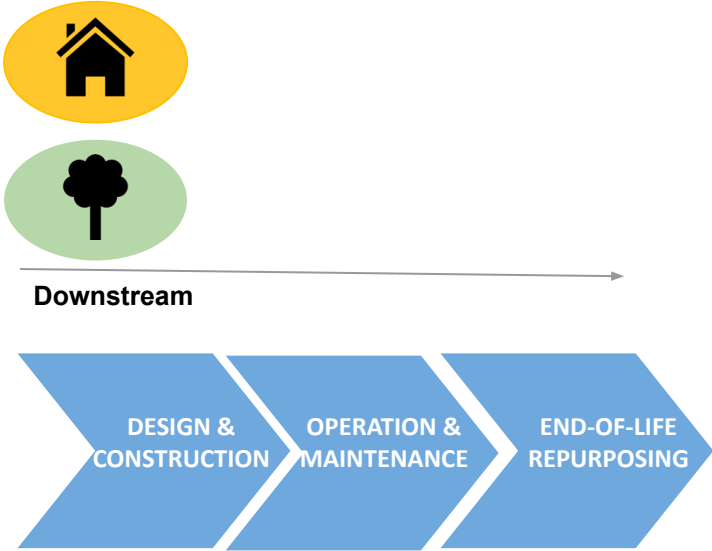 Downstream
DESIGN &
CONSTRUCTION
OPERATION &
MAINTENANCE
END-OF-LIFE
REPURPOSING